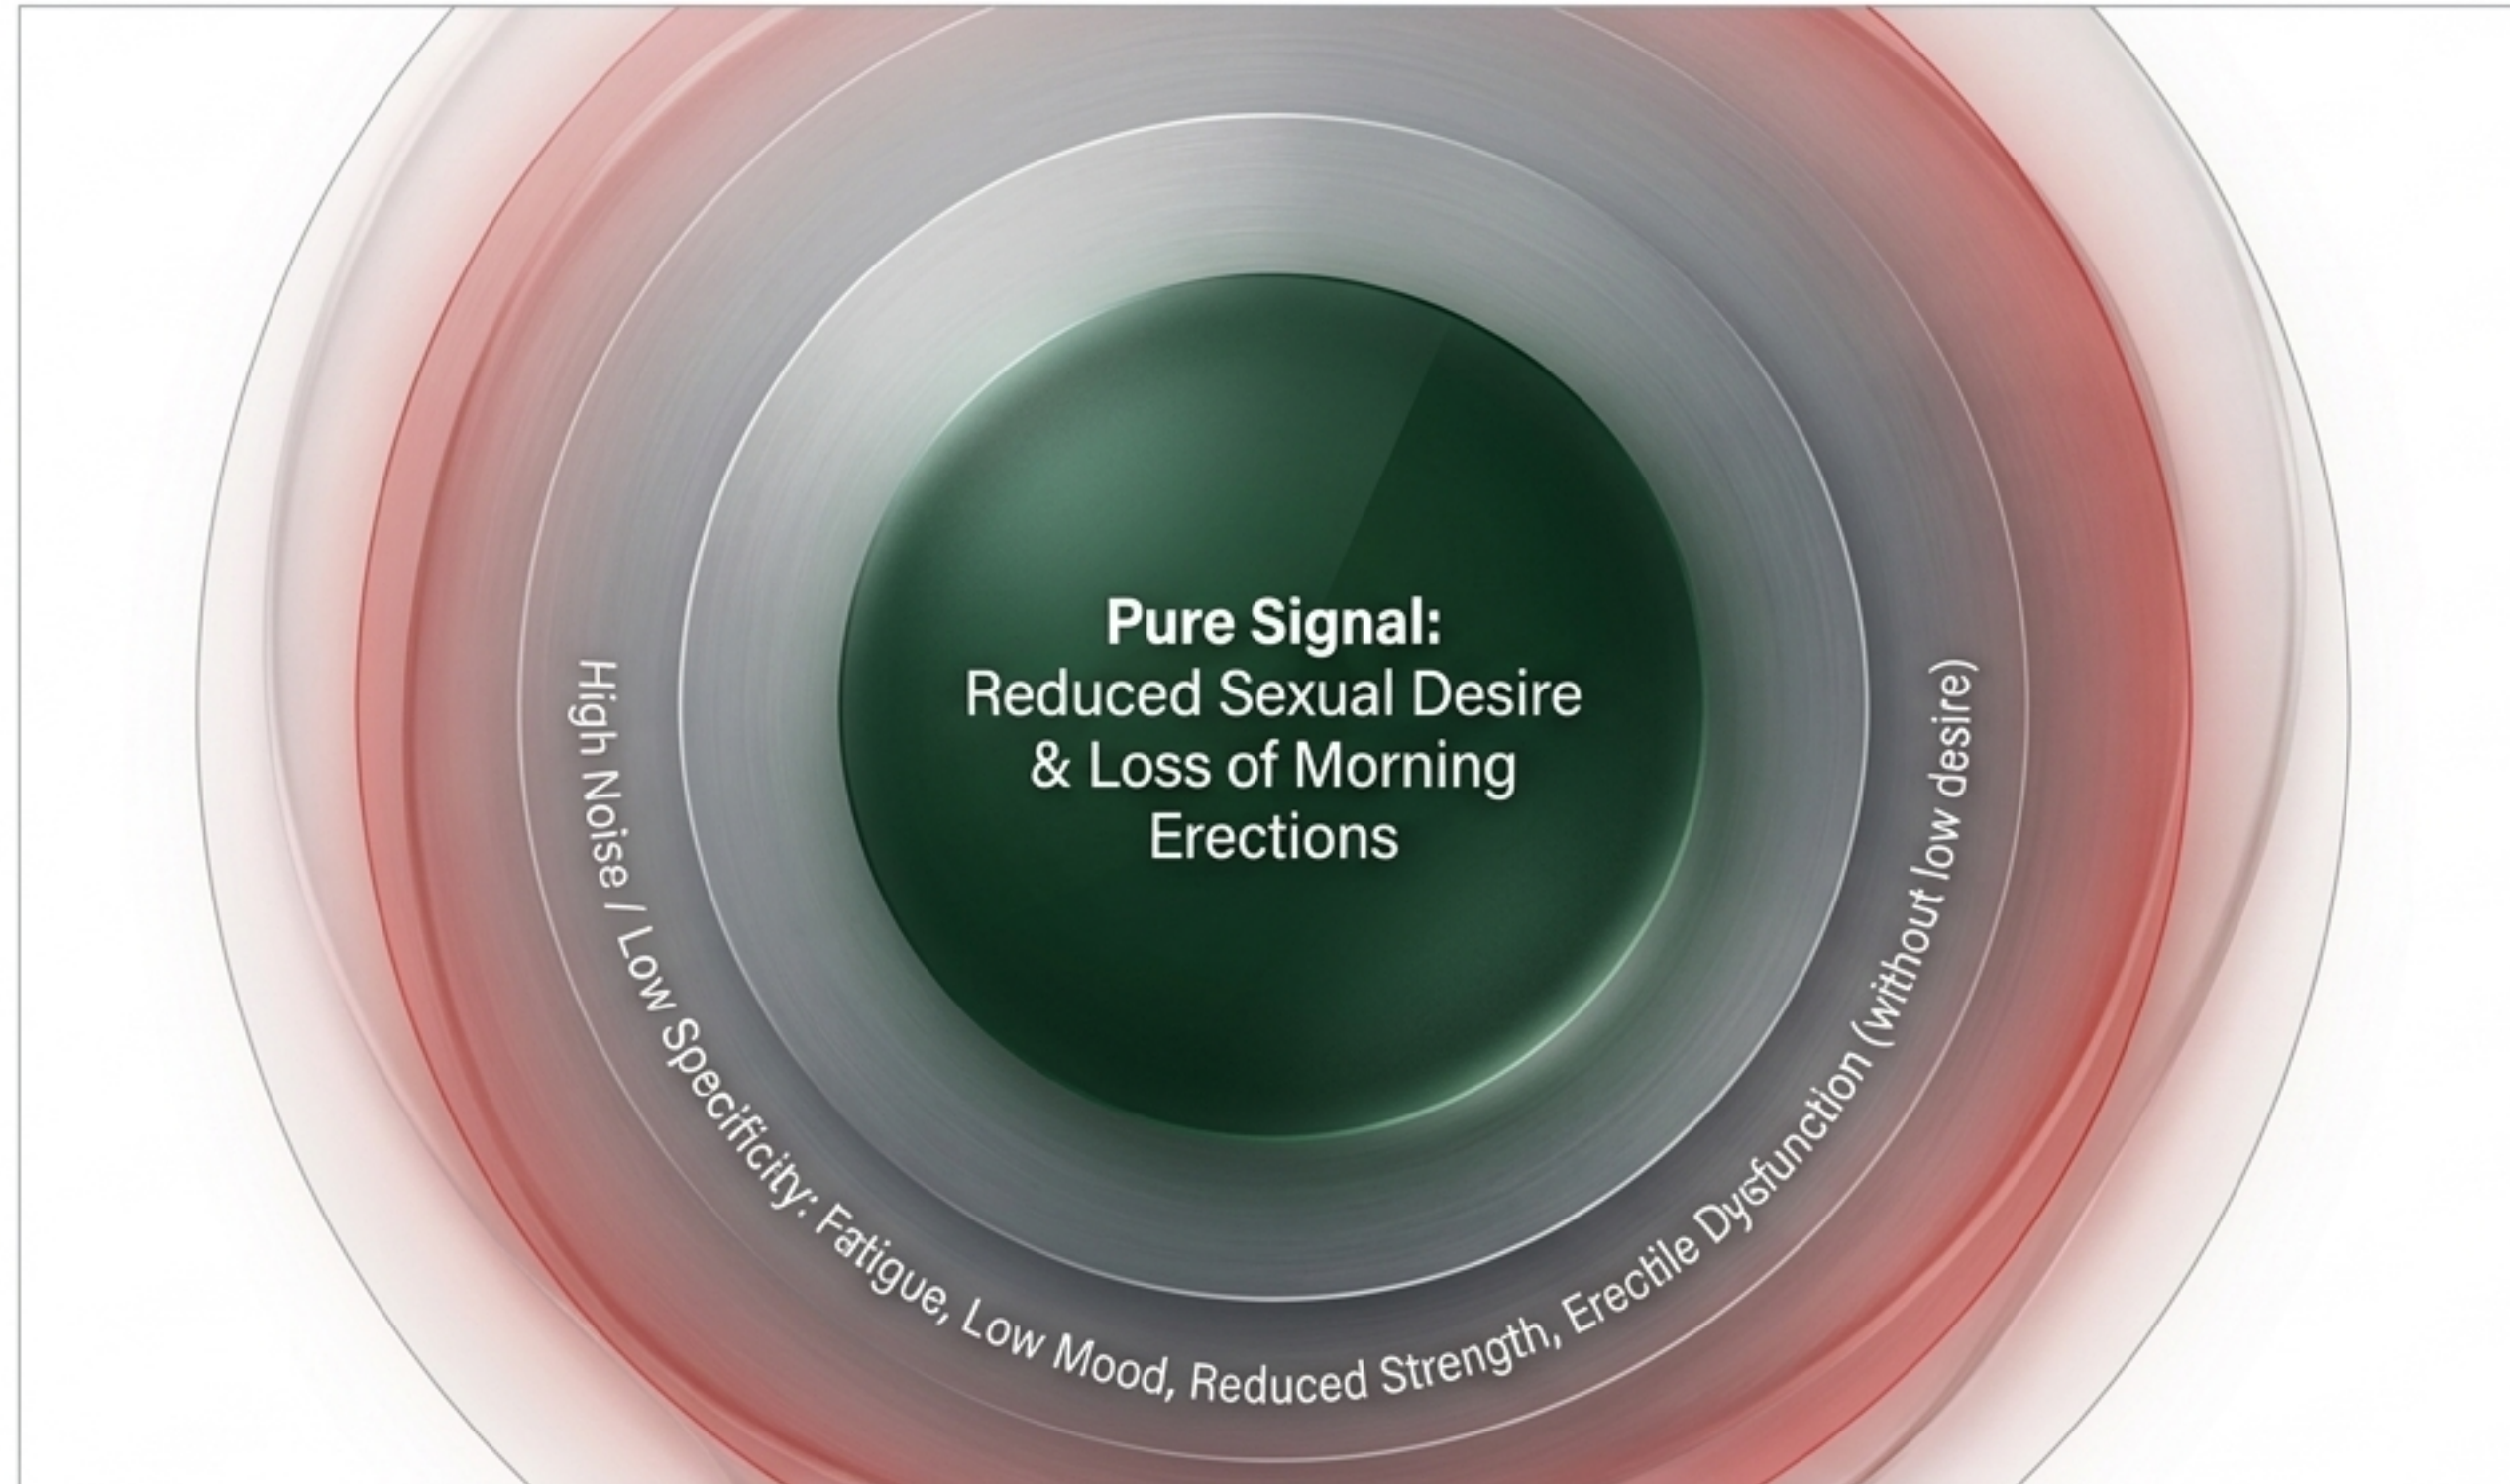 Pure Signal:
Reduced Sexual Desire
& Loss of Morning
Erections
High Noise / Low Specificity: Fatigue, Low Mood, Reduced Strength, Erectile Dysfunction (without low desire)